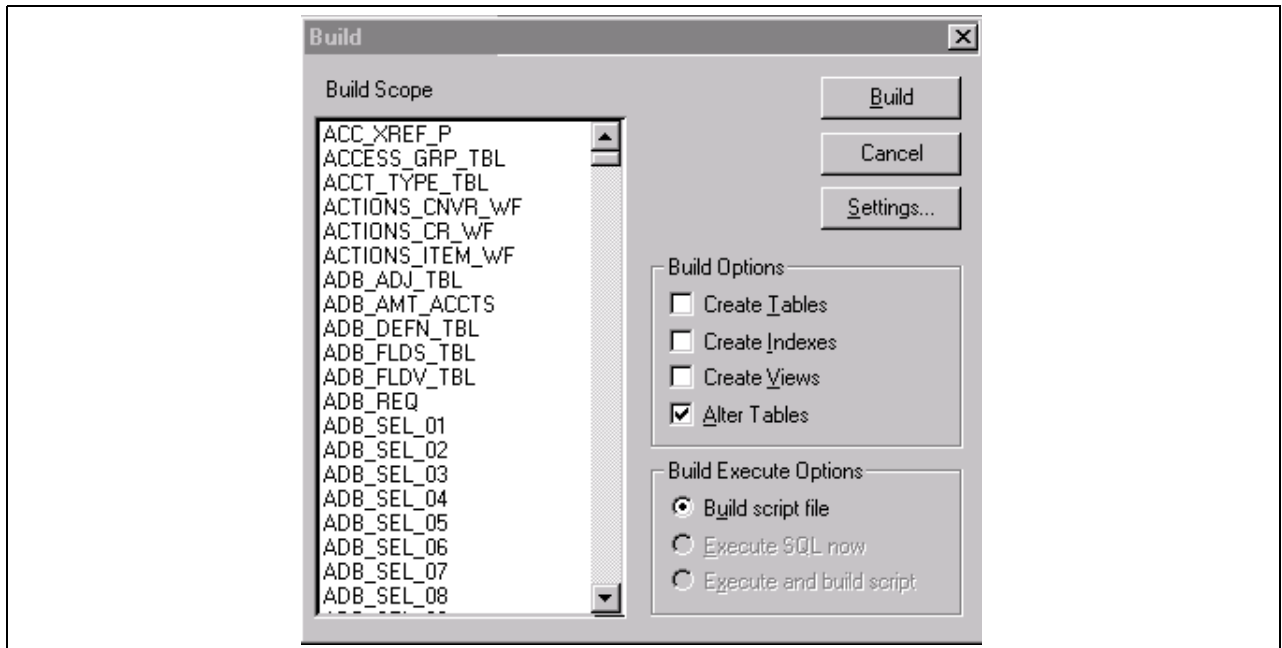 Build
Build Scope
ACC_XREF_P
ACCESS_GRP_TBL
ACCT_TYPE_TBL
ACTIONS_CNVR_WF
ACTIONS_CR_WF
ACTIONS_ITEM_WF
ADB_ADJ_TBL
ADB_AMT_ACCTS
ADB_DEFN_TBL
ADB_FLDS_TBL
ADB_FLDV_TBL
ADB_REQ
ADB_SEL_01
ADB_SEL_02
ADB_SEL_03
ADB_SEL_04
ADB_SEL_05
ADB_SEL_06
ADB_SEL_07
ADB_SEL_08
Build
Cancel
Settings...
Build Options
Create Tables
Create Indexes
Create Views
Alter Tables
Build Execute Options
Build script file
Execute SQL now
Execute and build script